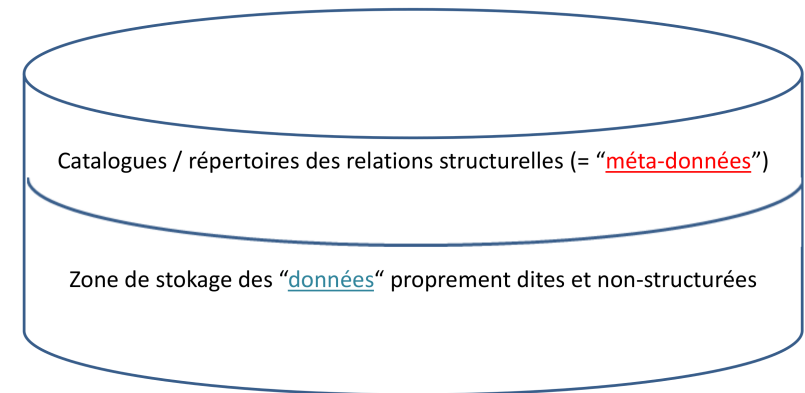 Catalogues / répertoires des relations structurelles (= “méta-données”)
Zone de stokage des “données“ proprement dites et non-structurées